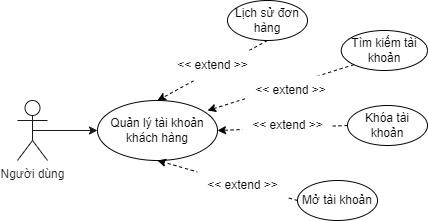 Lịch sử đơn
hàng
Tìm kiếm tài
khoản
<< extend >>
<< extend >>
Quản lý tài khoản
khách hàng
<< extend >>
Khóa tài
khoản
Người dùng
<< extend >>
Mở tài khoản